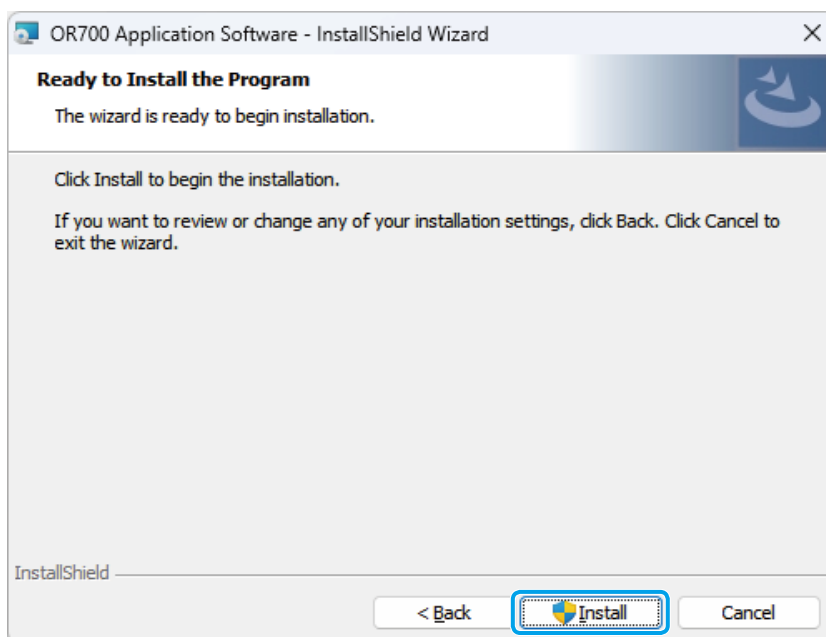 OR700 Application Software - InstallShield Wizard
Ready to Install the Program
The wizard is ready to begin installation.
Click Install to begin the installation.
If you want to review or change any of your installation settings, click Back. Click Cancel to
exit the wizard.
InstallShield
< Back
Install
Cancel